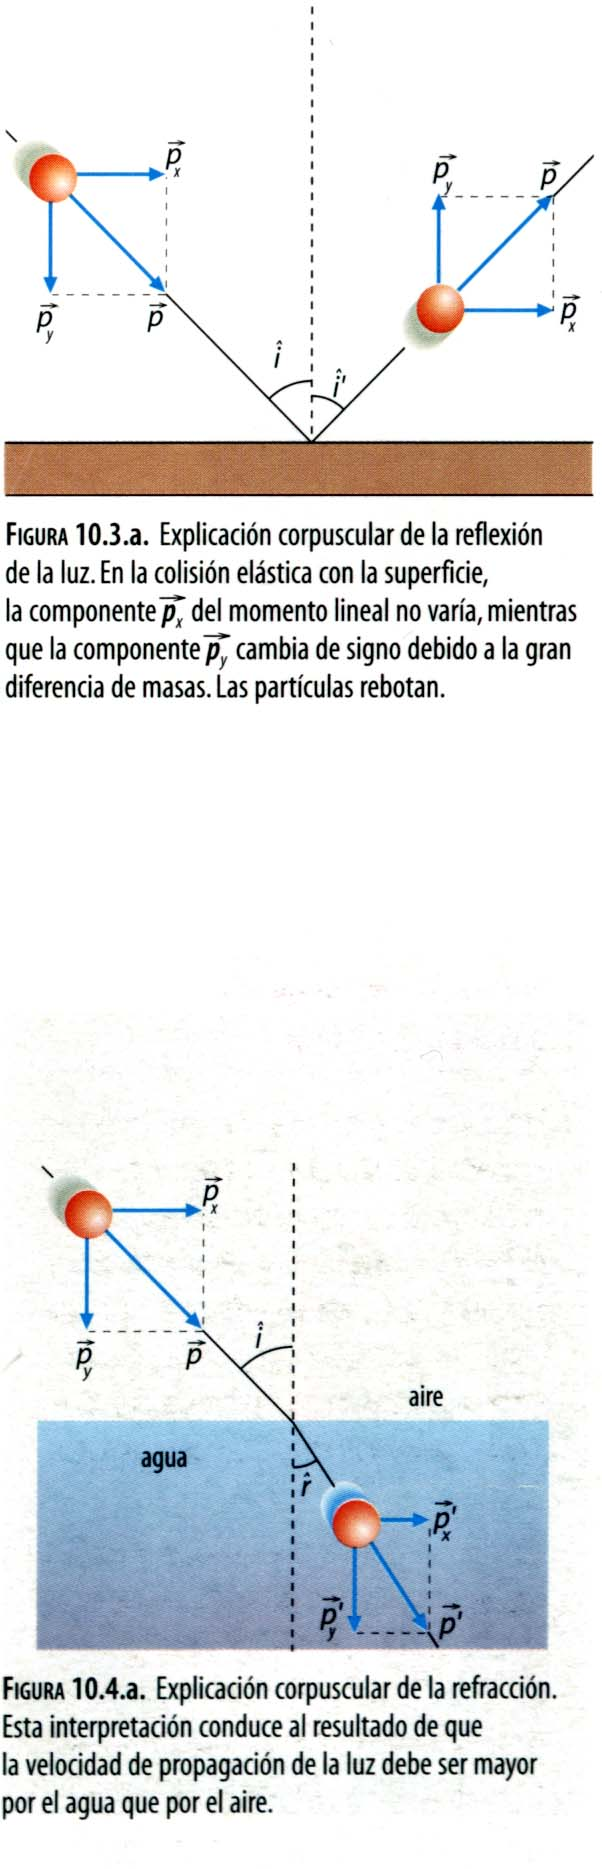 p⃗x
p⃗y
p⃗
î
î'
p⃗y
p⃗
p⃗x
FIGURA 10.3.a. Explicación corpuscular de la reflexión
de la luz. En la colisión elástica con la superficie,
la componente p⃗x del momento lineal no varía, mientras
que la componente p⃗y cambia de signo debido a la gran
diferencia de masas. Las partículas rebotan.
p⃗x
p⃗y
p⃗
î
aire
agua
r̂
p⃗x'
p⃗y'
p⃗'
FIGURA 10.4.a. Explicación corpuscular de la refracción.
Esta interpretación conduce al resultado de que
la velocidad de propagación de la luz debe ser mayor
por el agua que por el aire.